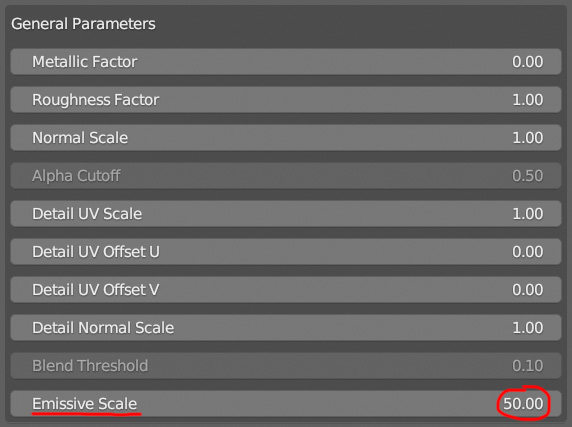 General Parameters
Metallic Factor 0.00
Roughness Factor 1.00
Normal Scale 1.00
Alpha Cutoff 0.50
Detail UV Scale 1.00
Detail UV Offset U 0.00
Detail UV Offset V 0.00
Detail Normal Scale 1.00
Blend Threshold 0.10
Emissive Scale 50.00